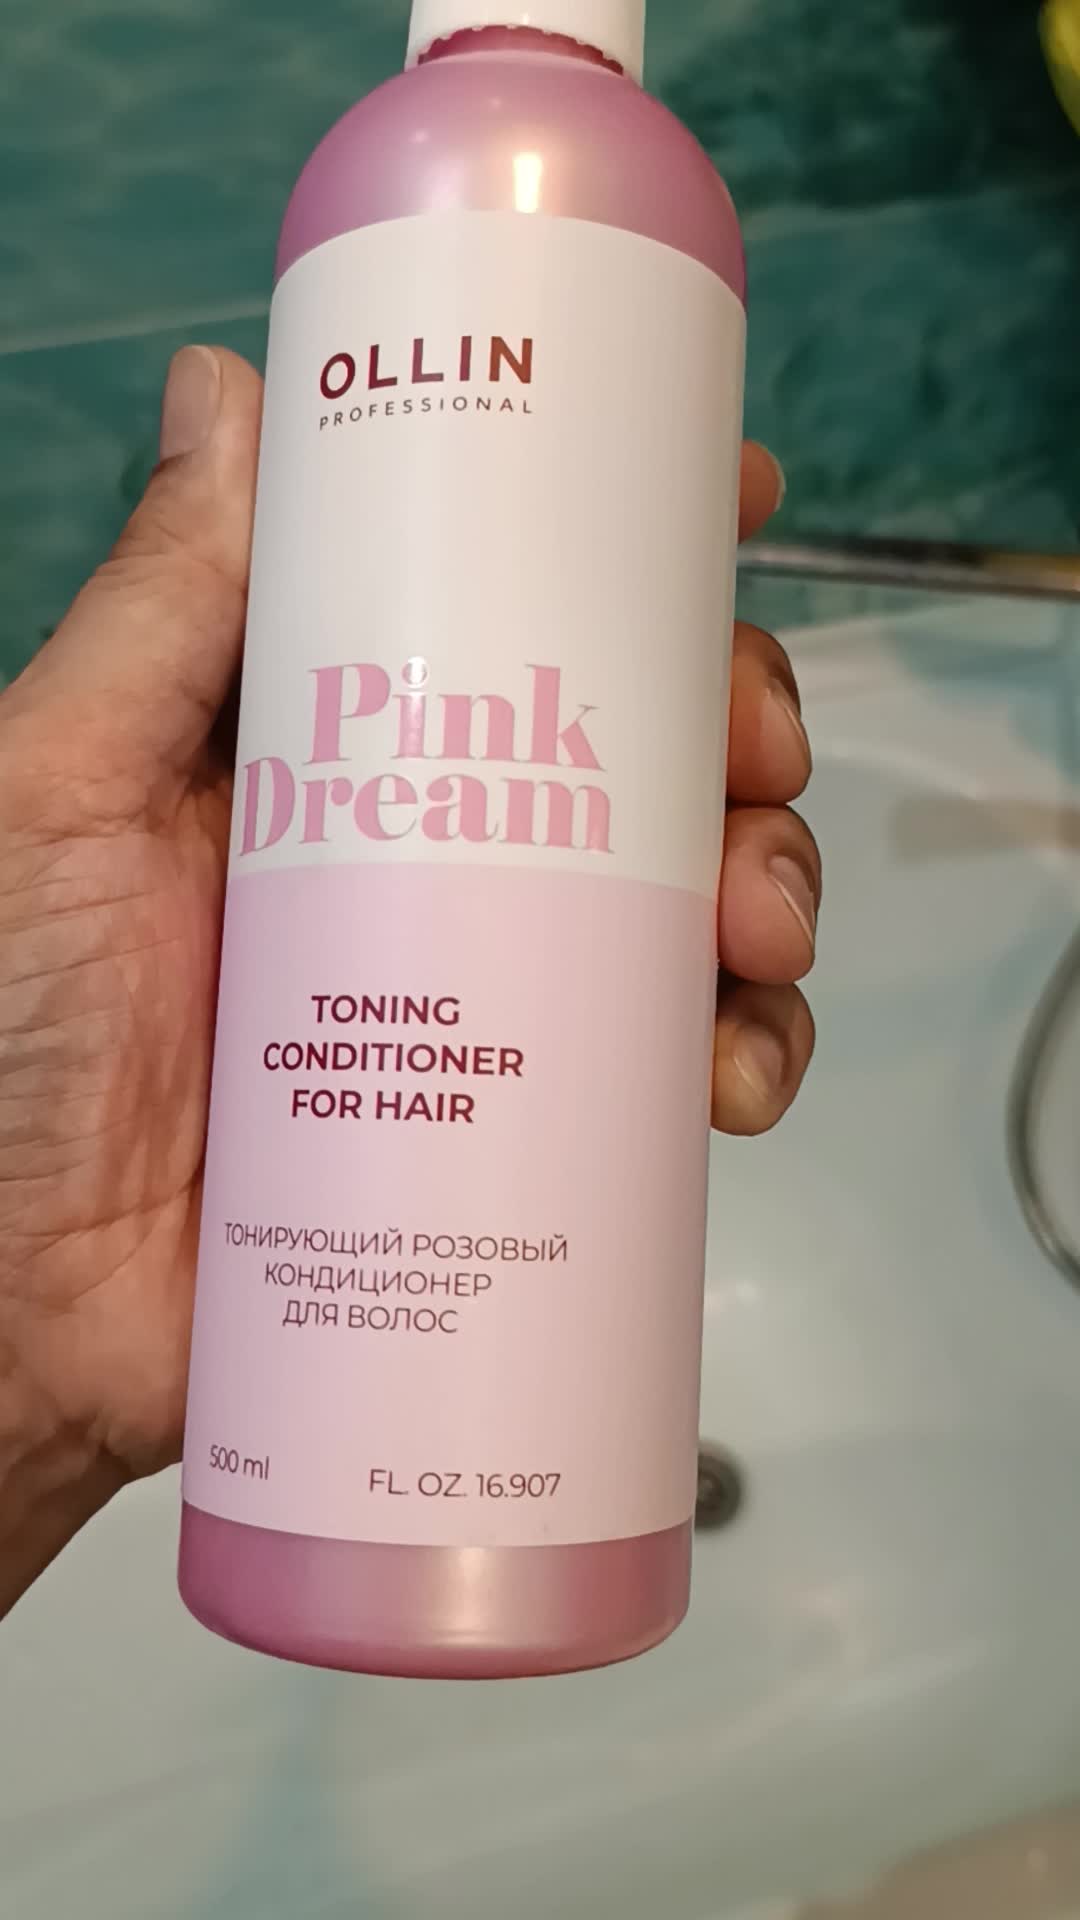 OLLIN
PROFESSIONAL
Pink
Dream
TONING
CONDITIONER
FOR HAIR
ТОНИРУЮЩИЙ РОЗОВЫЙ
КОНДИЦИОНЕР
ДЛЯ ВОЛОС
500 ml FL. OZ. 16.907